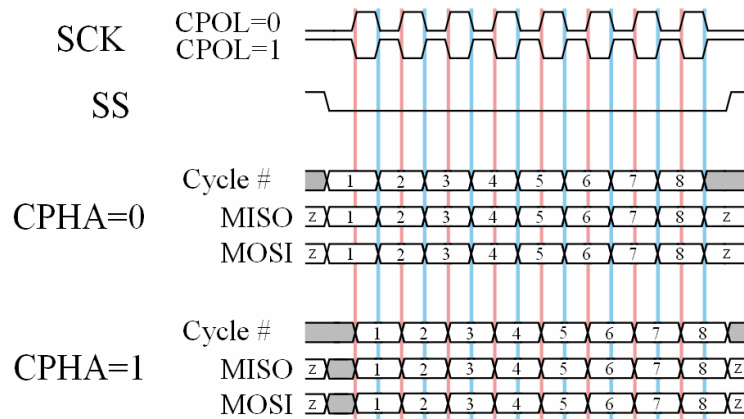 SCK CPOL=0
CPOL=1
SS
Cycle # 1 2 3 4 5 6 7 8
CPHA=0 MISO z 1 2 3 4 5 6 7 8 z
MOSI z 1 2 3 4 5 6 7 8 z
Cycle # 1 2 3 4 5 6 7 8
CPHA=1 MISO z 1 2 3 4 5 6 7 8 z
MOSI z 1 2 3 4 5 6 7 8 z